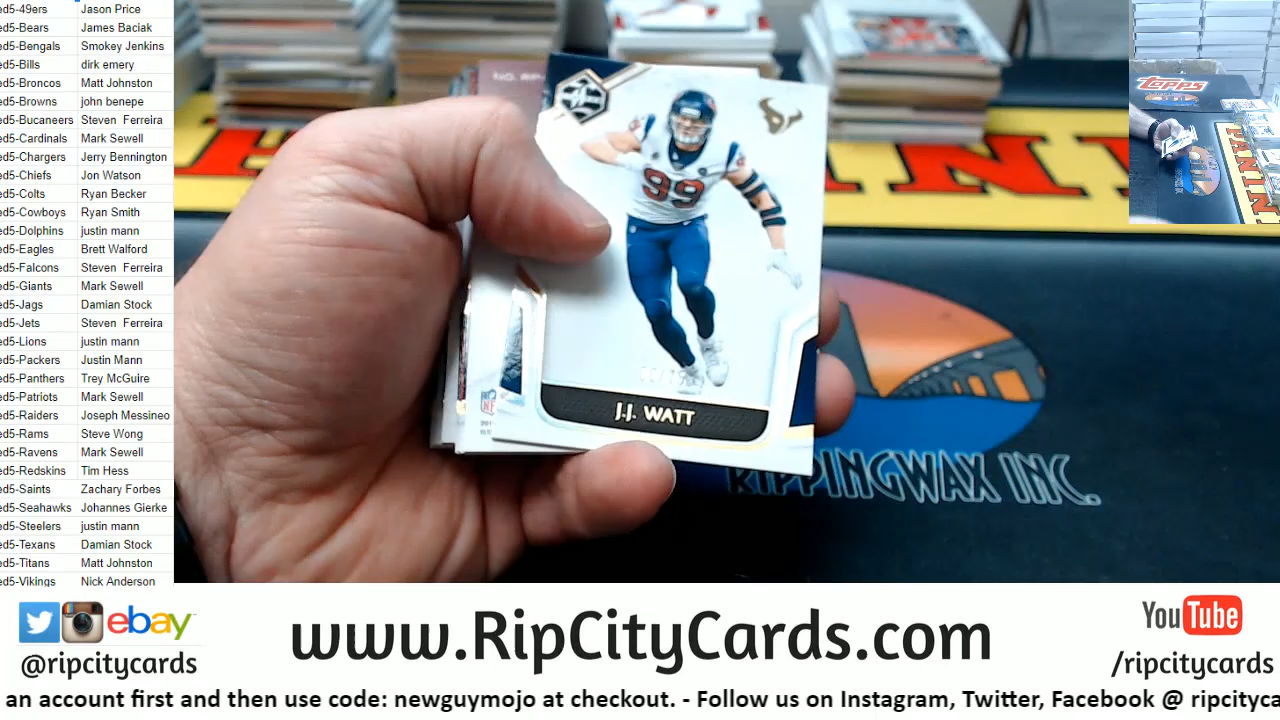 ed5-49ers Jason Price
ed5-Bears James Baciak
ed5-Bengals Smokey Jenkins
ed5-Bills dirk emery
ed5-Broncos Matt Johnston
ed5-Browns john benepe
ed5-Bucaneers Steven Ferreira
ed5-Cardinals Mark Sewell
ed5-Chargers Jerry Bennington
ed5-Chiefs Jon Watson
ed5-Colts Ryan Becker
ed5-Cowboys Ryan Smith
ed5-Dolphins justin mann
ed5-Eagles Brett Walford
ed5-Falcons Steven Ferreira
ed5-Giants Mark Sewell
ed5-Jags Damian Stock
ed5-Jets Steven Ferreira
ed5-Lions justin mann
ed5-Packers Justin Mann
ed5-Panthers Trey McGuire
ed5-Patriots Mark Sewell
ed5-Raiders Joseph Messineo
ed5-Rams Steve Wong
ed5-Ravens Mark Sewell
ed5-Redskins Tim Hess
ed5-Saints Zachary Forbes
ed5-Seahawks Johannes Gierke
ed5-Steelers justin mann
ed5-Texans Damian Stock
ed5-Titans Matt Johnston
ed5-Vikings Nick Anderson
99
J.J. WATT
NFL
RIPPINGWAX INC.
Topps
PANINI
ebay
@ripcitycards
www.RipCityCards.com
YouTube
/ripcitycards
an account first and then use code: newguymojo at checkout. - Follow us on Instagram, Twitter, Facebook @ ripcityca